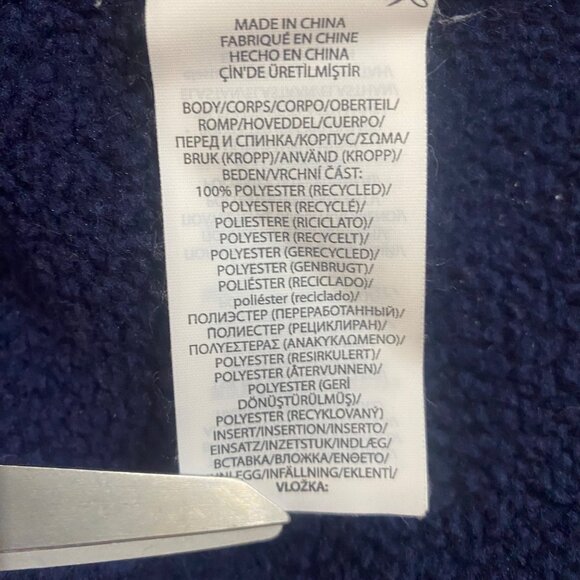 MADE IN CHINA
FABRIQUÉ EN CHINE
HECHO EN CHINA
ÇİN'DE ÜRETİLMİŞTİR
BODY/CORPS/CORPO/OBERTEIL/
ROMP/HOVEDDEL/CUERPO/
ПЕРЕД И СПИНКА/КОРПУС/ΣΩΜΑ/
BRUK (KROPP)/ANVÄND (KROPP)/
BEDEN/VRCHNÍ ČÁST:
100% POLYESTER (RECYCLED)/
POLYESTER (RECYCLÉ)/
POLIESTERE (RICICLATO)/
POLYESTER (RECYCELT)/
POLYESTER (GERECYCLED)/
POLYESTER (GENBRUGT)/
POLIÉSTER (RECICLADO)/
poliéster (reciclado)/
ПОЛИЭСТЕР (ПЕРЕРАБОТАННЫЙ)/
ПОЛИЕСТЕР (РЕЦИКЛИРАН)/
ΠΟΛΥΕΣΤΕΡΑΣ (ΑΝΑΚΥΚΛΩΜΕΝΟ)/
POLYESTER (RESIRKULERT)/
POLYESTER (ÅTERVUNNEN)/
POLYESTER (GERİ
DÖNÜŞTÜRÜLMÜŞ)/
POLYESTER (RECYKLOVANÝ)
INSERT/INSERTION/INSERTO/
EINSATZ/INZETSTUK/INDLÆG/
ВСТАВКА/ВЛОЖКА/ΕΝΘΕΤΟ/
INNLEGG/INFÄLLNING/EKLENTİ/
VLOŽKA: